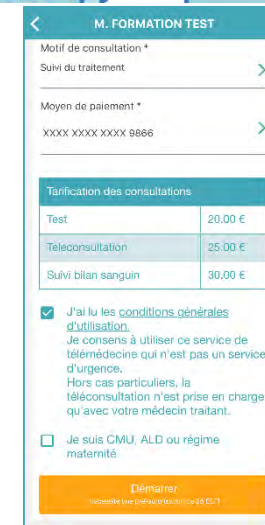 M. FORMATION TEST
Motif de consultation *
Suivi du traitement
Moyen de paiement *
XXXX XXXX XXXX 9866
Tarification des consultations
Test 20.00 €
Teleconsultation 25.00 €
Suivi bilan sanguin 30.00 €
J'ai lu les conditions générales
d'utilisation.
Je consens à utiliser ce service de
télémédecine qui n'est pas un service
d'urgence.
Hors cas particuliers, la
téléconsultation n'est prise en charge
qu'avec votre médecin traitant.
Je suis CMU, ALD ou régime
maternité
Démarrer